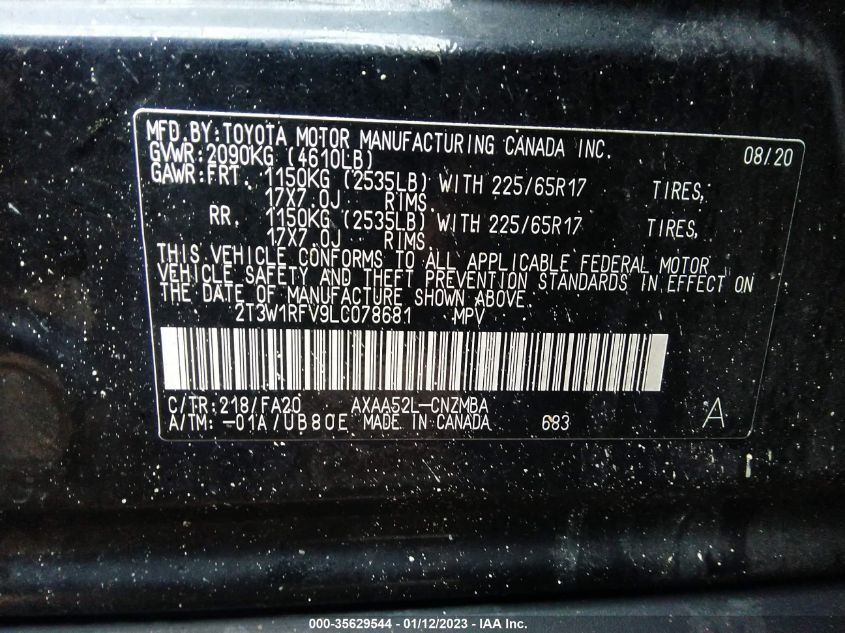 MFD.BY:TOYOTA MOTOR MANUFACTURING CANADA INC. 08/20
GVWR:2090KG (4610LB)
GAWR:FRT. 1150KG (2535LB) WITH 225/65R17 TIRES,
17X7.0J RIMS.
RR. 1150KG (2535LB) WITH 225/65R17 TIRES,
17X7.0J RIMS.
THIS VEHICLE CONFORMS TO ALL APPLICABLE FEDERAL MOTOR
VEHICLE SAFETY AND THEFT PREVENTION STANDARDS IN EFFECT ON
THE DATE OF MANUFACTURE SHOWN ABOVE.
2T3W1RFV9LC078681 MPV
C/TR:218/FA20 AXAA52L-CNZMBA
A/TM: -01A/UB80E MADE IN CANADA 683 A
000-35629544 - 01/12/2023 - IAA Inc.